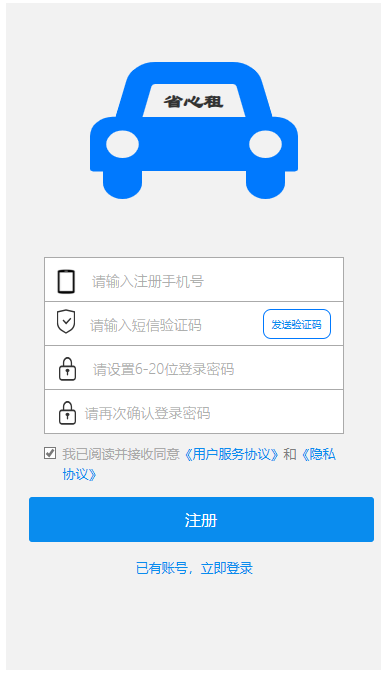 省心租
请输入注册手机号
请输入短信验证码
发送验证码
请设置6-20位登录密码
请再次确认登录密码
我已阅读并接收同意《用户服务协议》和《隐私
协议》
注册
已有账号，立即登录